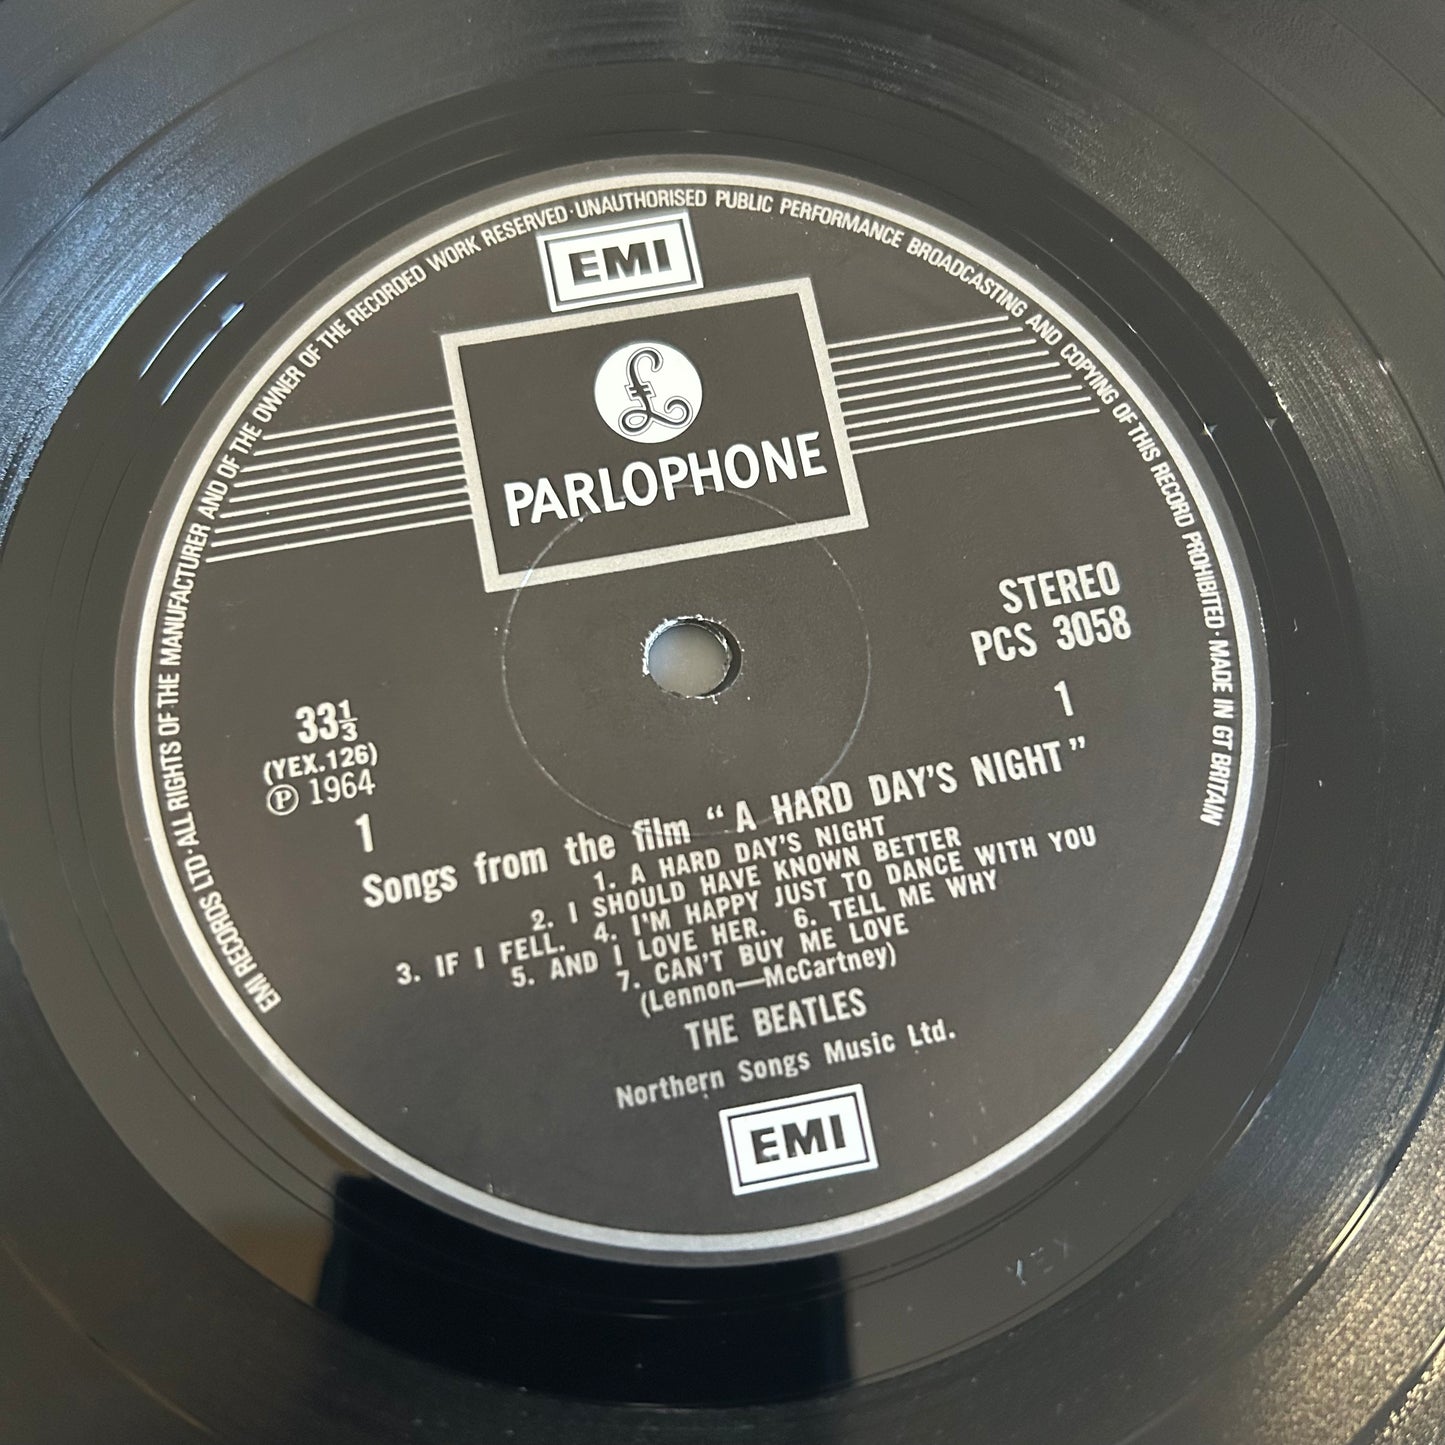 EMI RECORDS LTD·ALL RIGHTS OF THE MANUFACTURER AND OF THE OWNER OF THE RECORDED WORK RESERVED·UNAUTHORISED PUBLIC PERFORMANCE BROADCASTING AND COPYING OF THIS RECORD PROHIBITED·MADE IN GT BRITAIN
EMI
£
PARLOPHONE
STEREO
PCS 3058
1
33⅓
(YEX.126)
℗ 1964
1
Songs from the film “A HARD DAY'S NIGHT”
1. A HARD DAY'S NIGHT
2. I SHOULD HAVE KNOWN BETTER
3. IF I FELL. 4. I'M HAPPY JUST TO DANCE WITH YOU
5. AND I LOVE HER. 6. TELL ME WHY
7. CAN'T BUY ME LOVE
(Lennon—McCartney)
THE BEATLES
Northern Songs Music Ltd.
EMI
YEX